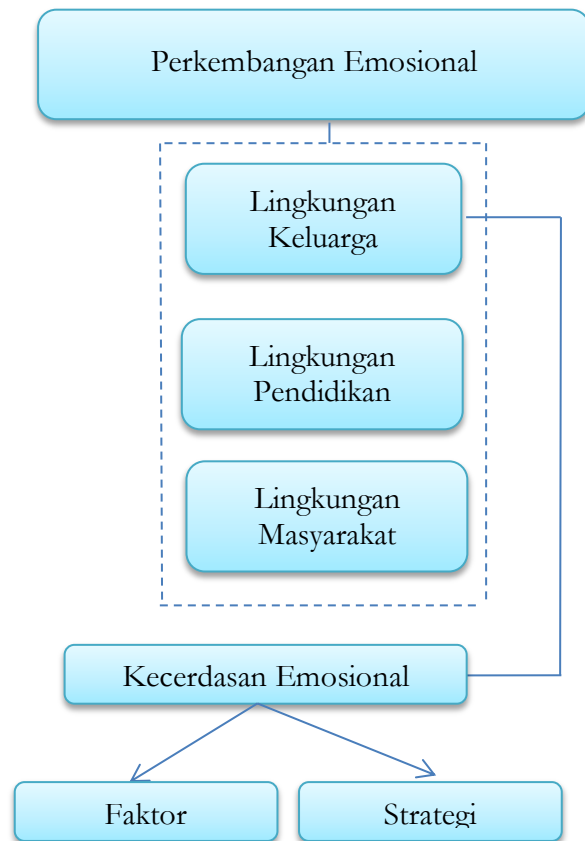 Perkembangan Emosional
Lingkungan
Keluarga
Lingkungan
Pendidikan
Lingkungan
Masyarakat
Kecerdasan Emosional
Faktor
Strategi